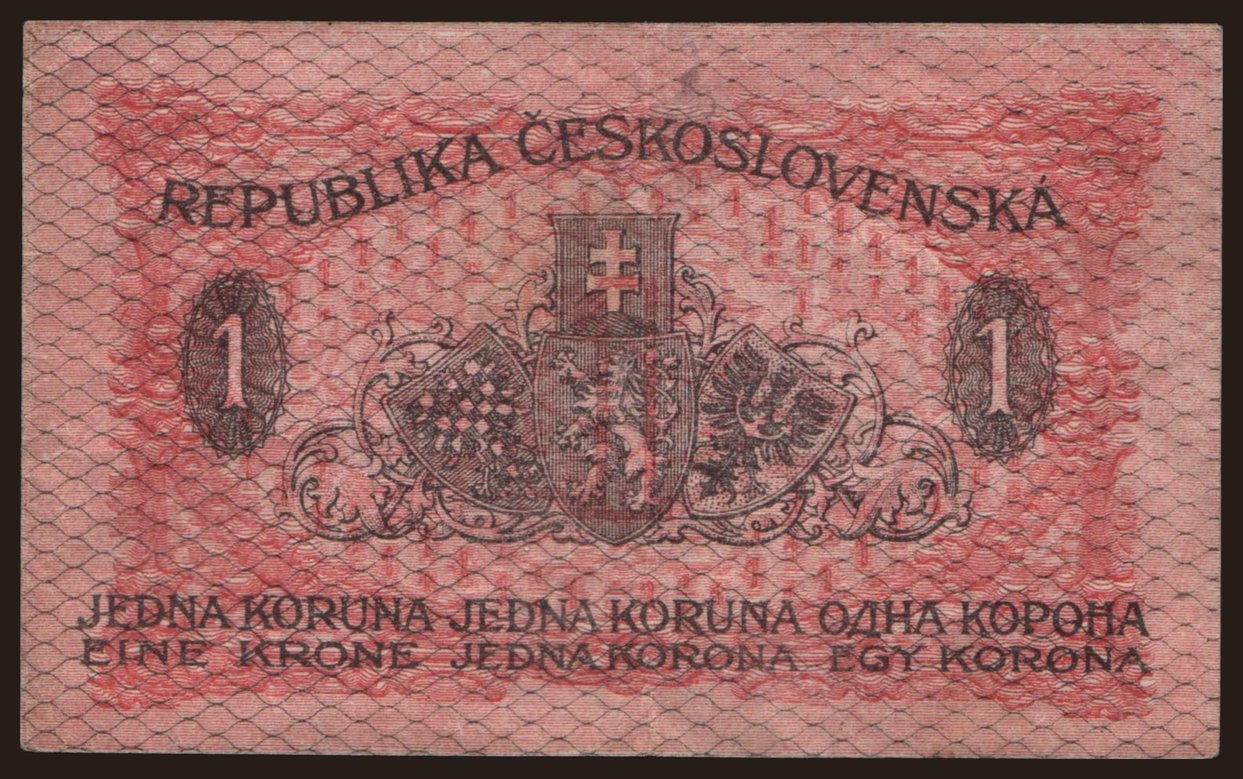 REPUBLIKA ČESKOSLOVENSKÁ
1 1
JEDNA KORUNA JEDNA KORUNA ОДНА КОРОНА
EINE KRONE JEDNA KORONA EGY KORONA